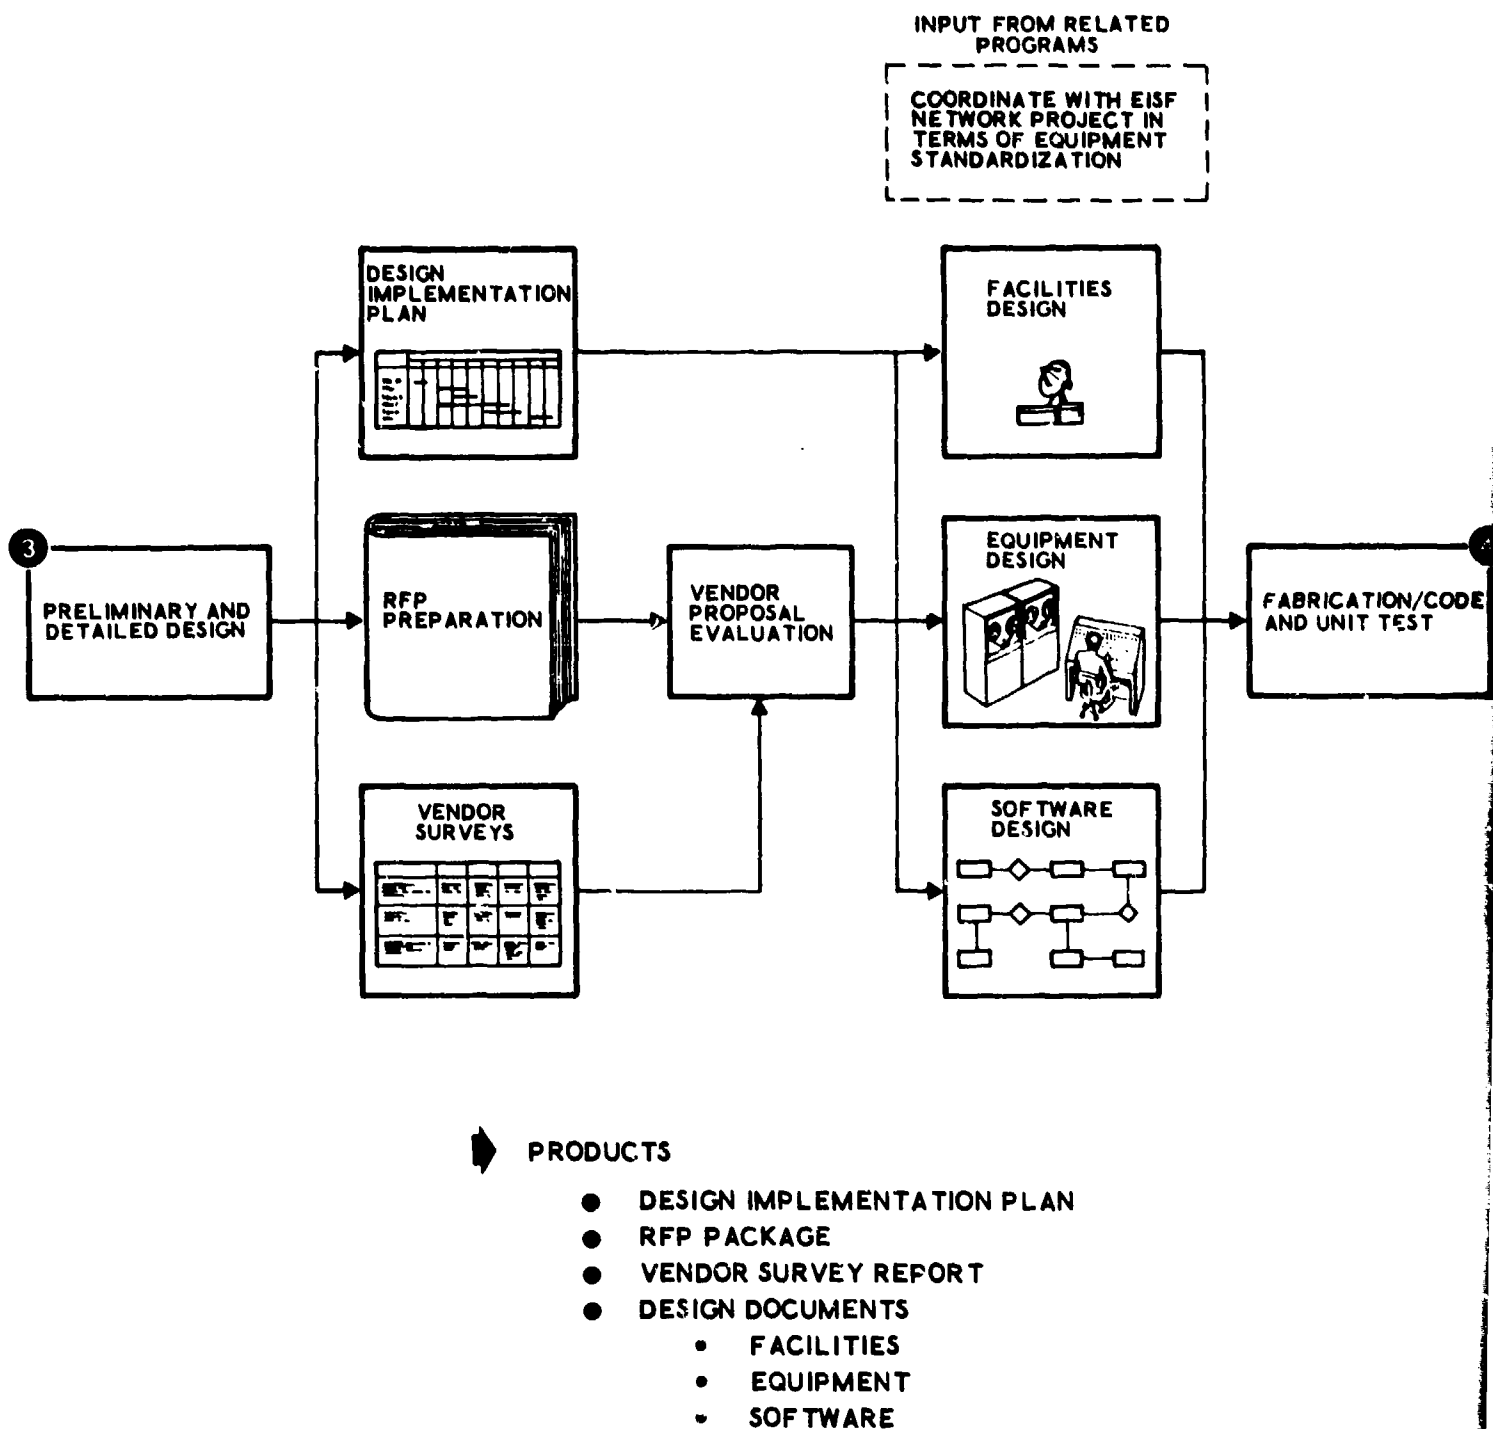 INPUT FROM RELATED
PROGRAMS
COORDINATE WITH EISF
NETWORK PROJECT IN
TERMS OF EQUIPMENT
STANDARDIZATION
DESIGN
IMPLEMENTATION
PLAN
FACILITIES
DESIGN
3
PRELIMINARY AND
DETAILED DESIGN
RFP
PREPARATION
VENDOR
PROPOSAL
EVALUATION
EQUIPMENT
DESIGN
FABRICATION/CODE
AND UNIT TEST
VENDOR
SURVEYS
SOFTWARE
DESIGN
PRODUCTS
● DESIGN IMPLEMENTATION PLAN
● RFP PACKAGE
● VENDOR SURVEY REPORT
● DESIGN DOCUMENTS
• FACILITIES
• EQUIPMENT
• SOFTWARE